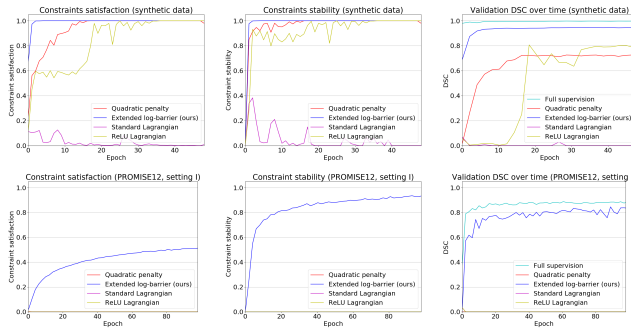 Constraints satisfaction (synthetic data)
Constraint satisfaction
1.0
0.8
0.6
0.4
0.2
0.0
0 10 20 30 40
Epoch
Quadratic penalty
Extended log-barrier (ours)
Standard Lagrangian
ReLU Lagrangian
Constraints stability (synthetic data)
Constraint stability
1.0
0.8
0.6
0.4
0.2
0.0
0 10 20 30 40
Epoch
Quadratic penalty
Extended log-barrier (ours)
Standard Lagrangian
ReLU Lagrangian
Validation DSC over time (synthetic data)
DSC
1.0
0.8
0.6
0.4
0.2
0.0
0 10 20 30 40
Epoch
Full supervision
Quadratic penalty
Extended log-barrier (ours)
Standard Lagrangian
ReLU Lagrangian
Constraint satisfaction (PROMISE12, setting I)
Constraint satisfaction
1.0
0.8
0.6
0.4
0.2
0.0
0 20 40 60 80
Epoch
Quadratic penalty
Extended log-barrier (ours)
Standard Lagrangian
ReLU Lagrangian
Constraint stability (PROMISE12, setting I)
Constraint stability
1.0
0.8
0.6
0.4
0.2
0.0
0 20 40 60 80
Epoch
Quadratic penalty
Extended log-barrier (ours)
Standard Lagrangian
ReLU Lagrangian
Validation DSC over time (PROMISE12, setting
DSC
1.0
0.8
0.6
0.4
0.2
0.0
0 20 40 60 80
Epoch
Full supervision
Quadratic penalty
Extended log-barrier (ours)
Standard Lagrangian
ReLU Lagrangian